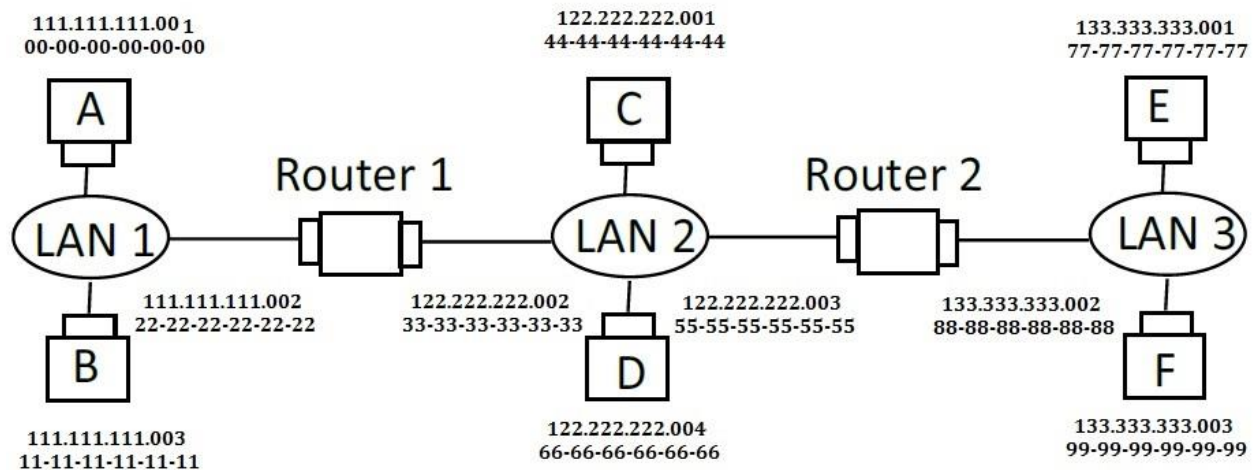 111.111.111.001
00-00-00-00-00-00
122.222.222.001
44-44-44-44-44-44
133.333.333.001
77-77-77-77-77-77
A
C
E
Router 1
Router 2
LAN 1
LAN 2
LAN 3
111.111.111.002
22-22-22-22-22-22
122.222.222.002
33-33-33-33-33-33
122.222.222.003
55-55-55-55-55-55
133.333.333.002
88-88-88-88-88-88
B
D
F
111.111.111.003
11-11-11-11-11-11
122.222.222.004
66-66-66-66-66-66
133.333.333.003
99-99-99-99-99-99